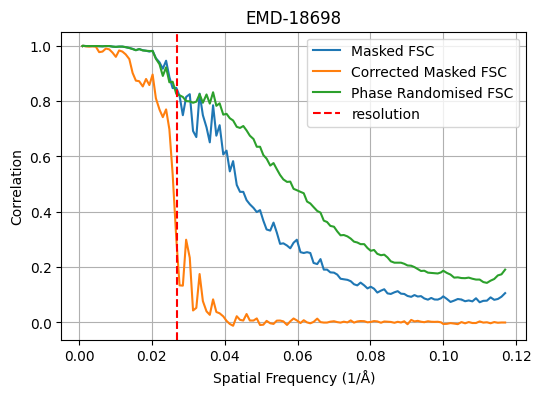 EMD-18698
Masked FSC
Corrected Masked FSC
Phase Randomised FSC
resolution
Correlation
1.0
0.8
0.6
0.4
0.2
0.0
0.00 0.02 0.04 0.06 0.08 0.10 0.12
Spatial Frequency (1/Å)